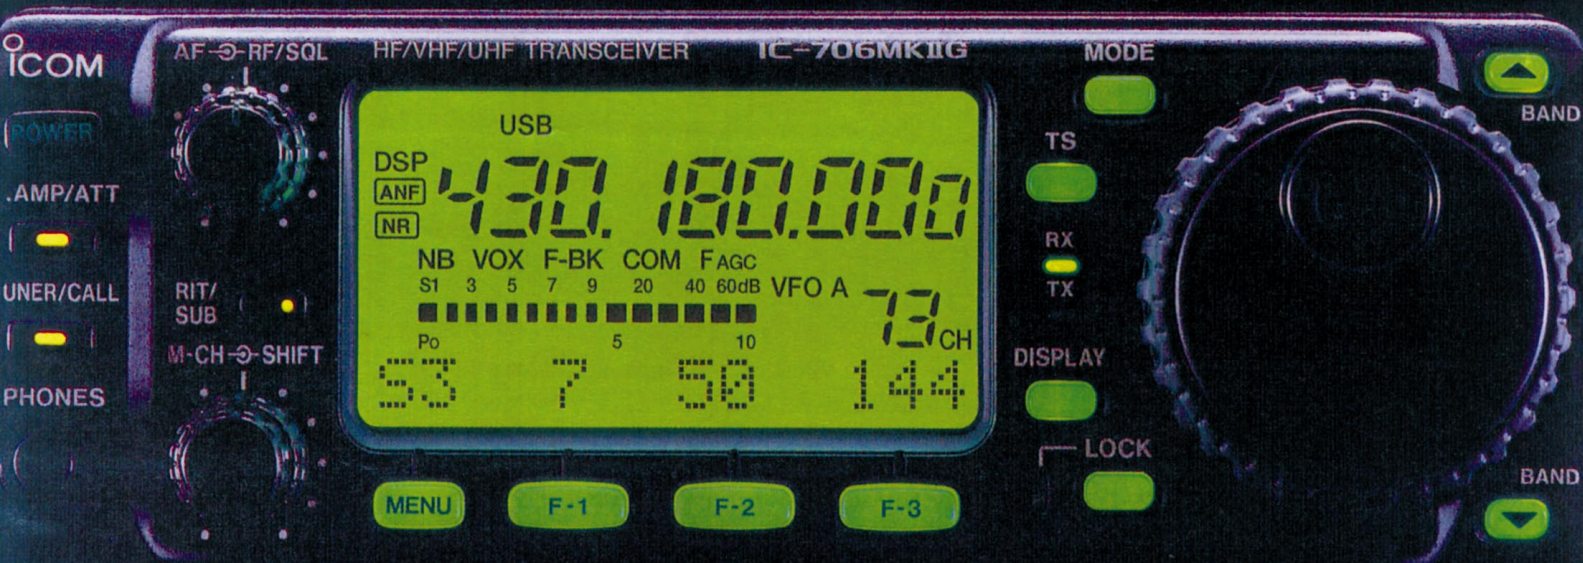 ICOM
AF RF/SQL
HF/VHF/UHF TRANSCEIVER
IC-706MKIIG
MODE
BAND
POWER
.AMP/ATT
UNER/CALL
RIT/
SUB
M-CH SHIFT
PHONES
USB
DSP
ANF
NR
430.180.000
NB VOX F-BK COM FAGC
S1 3 5 7 9 20 40 60dB VFO A
73CH
Po 5 10
S3 7 50 144
MENU F-1 F-2 F-3
TS
RX
TX
DISPLAY
LOCK
BAND